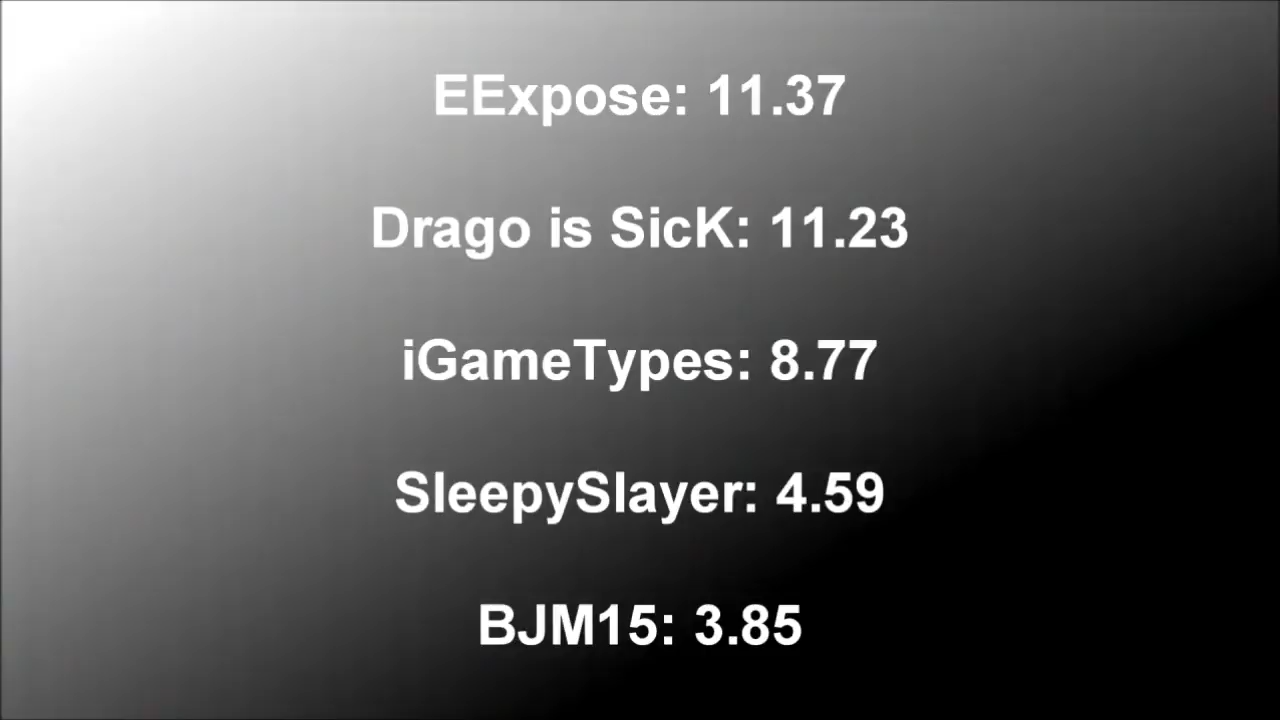 EExpose: 11.37
Drago is SicK: 11.23
iGameTypes: 8.77
SleepySlayer: 4.59
BJM15: 3.85